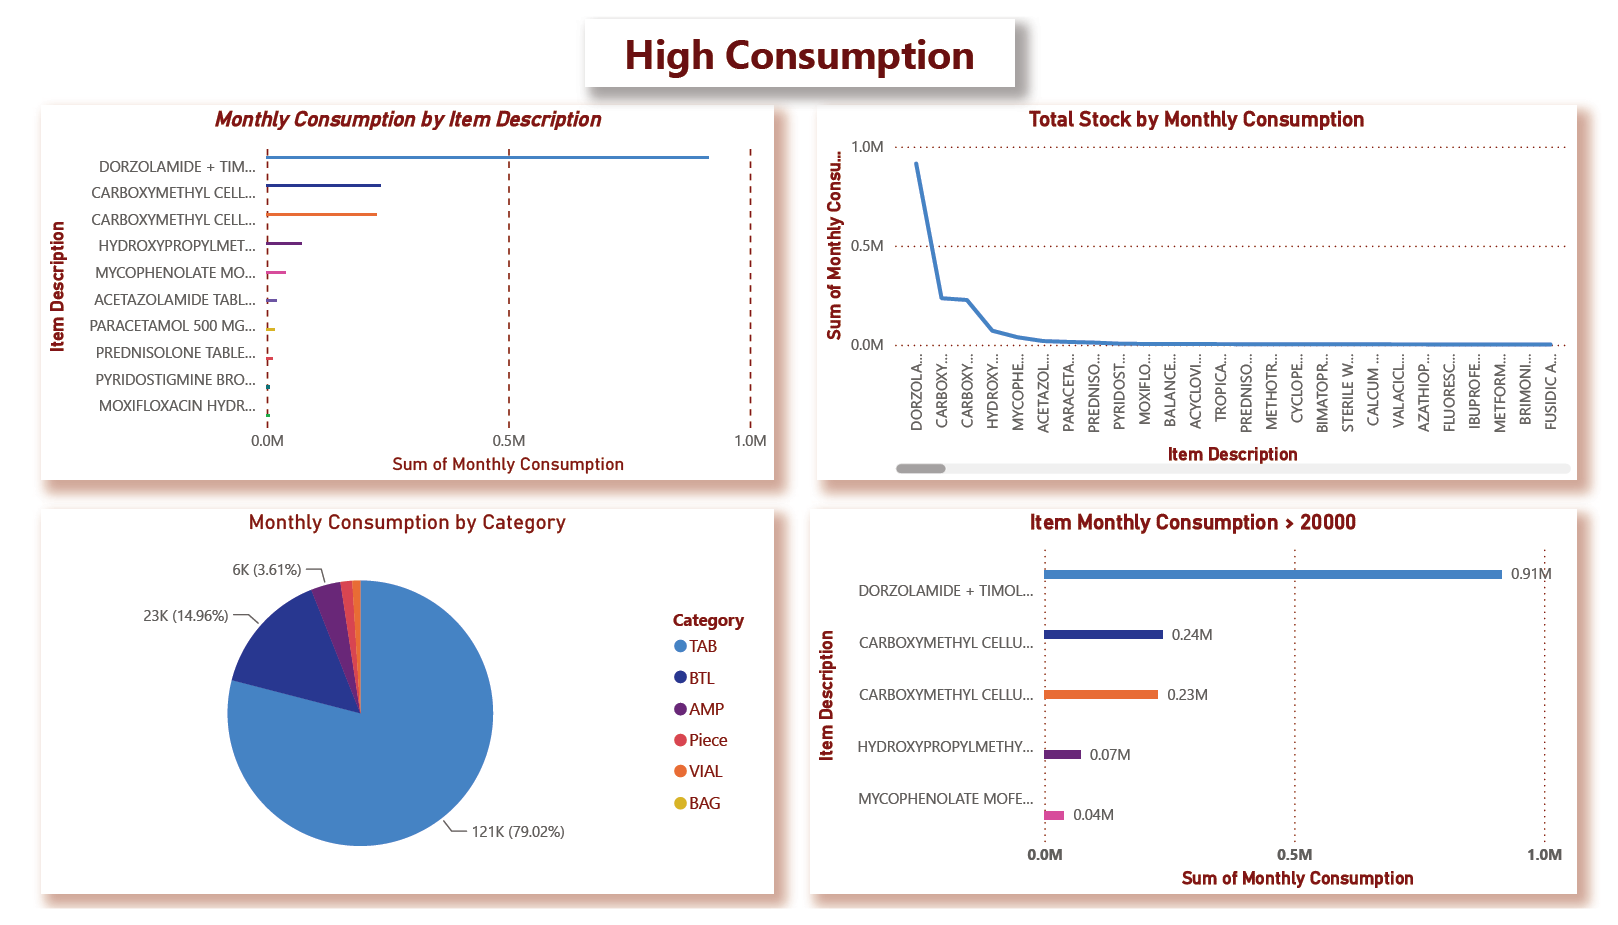 High Consumption
Monthly Consumption by Item Description
Item Description
DORZOLAMIDE + TIM...
CARBOXYMETHYL CELL...
CARBOXYMETHYL CELL...
HYDROXYPROPYLMET...
MYCOPHENOLATE MO...
ACETAZOLAMIDE TABL...
PARACETAMOL 500 MG...
PREDNISOLONE TABLE...
PYRIDOSTIGMINE BRO...
MOXIFLOXACIN HYDR...
0.0M 0.5M 1.0M
Sum of Monthly Consumption
Total Stock by Monthly Consumption
Sum of Monthly Consu...
1.0M
0.5M
0.0M
DORZOLA...
CARBOXY...
CARBOXY...
HYDROXY...
MYCOPHE...
ACETAZOL...
PARACETA...
PREDNISO...
PYRIDOST...
MOXIFLO...
BALANCE...
ACYCLOVI...
TROPICA...
PREDNISO...
METHOTR...
CYCLOPE...
BIMATOPR...
STERILE W...
CALCUM ...
VALACICL...
AZATHIOP...
FLUORESC...
IBUPROFE...
METFORM...
BRIMONI...
FUSIDIC A...
Item Description
Monthly Consumption by Category
6K (3.61%)
23K (14.96%)
121K (79.02%)
Category
TAB
BTL
AMP
Piece
VIAL
BAG
Item Monthly Consumption > 20000
Item Description
DORZOLAMIDE + TIMOL...
0.91M
CARBOXYMETHYL CELLU...
0.24M
CARBOXYMETHYL CELLU...
0.23M
HYDROXYPROPYLMETHY...
0.07M
MYCOPHENOLATE MOFE...
0.04M
0.0M 0.5M 1.0M
Sum of Monthly Consumption